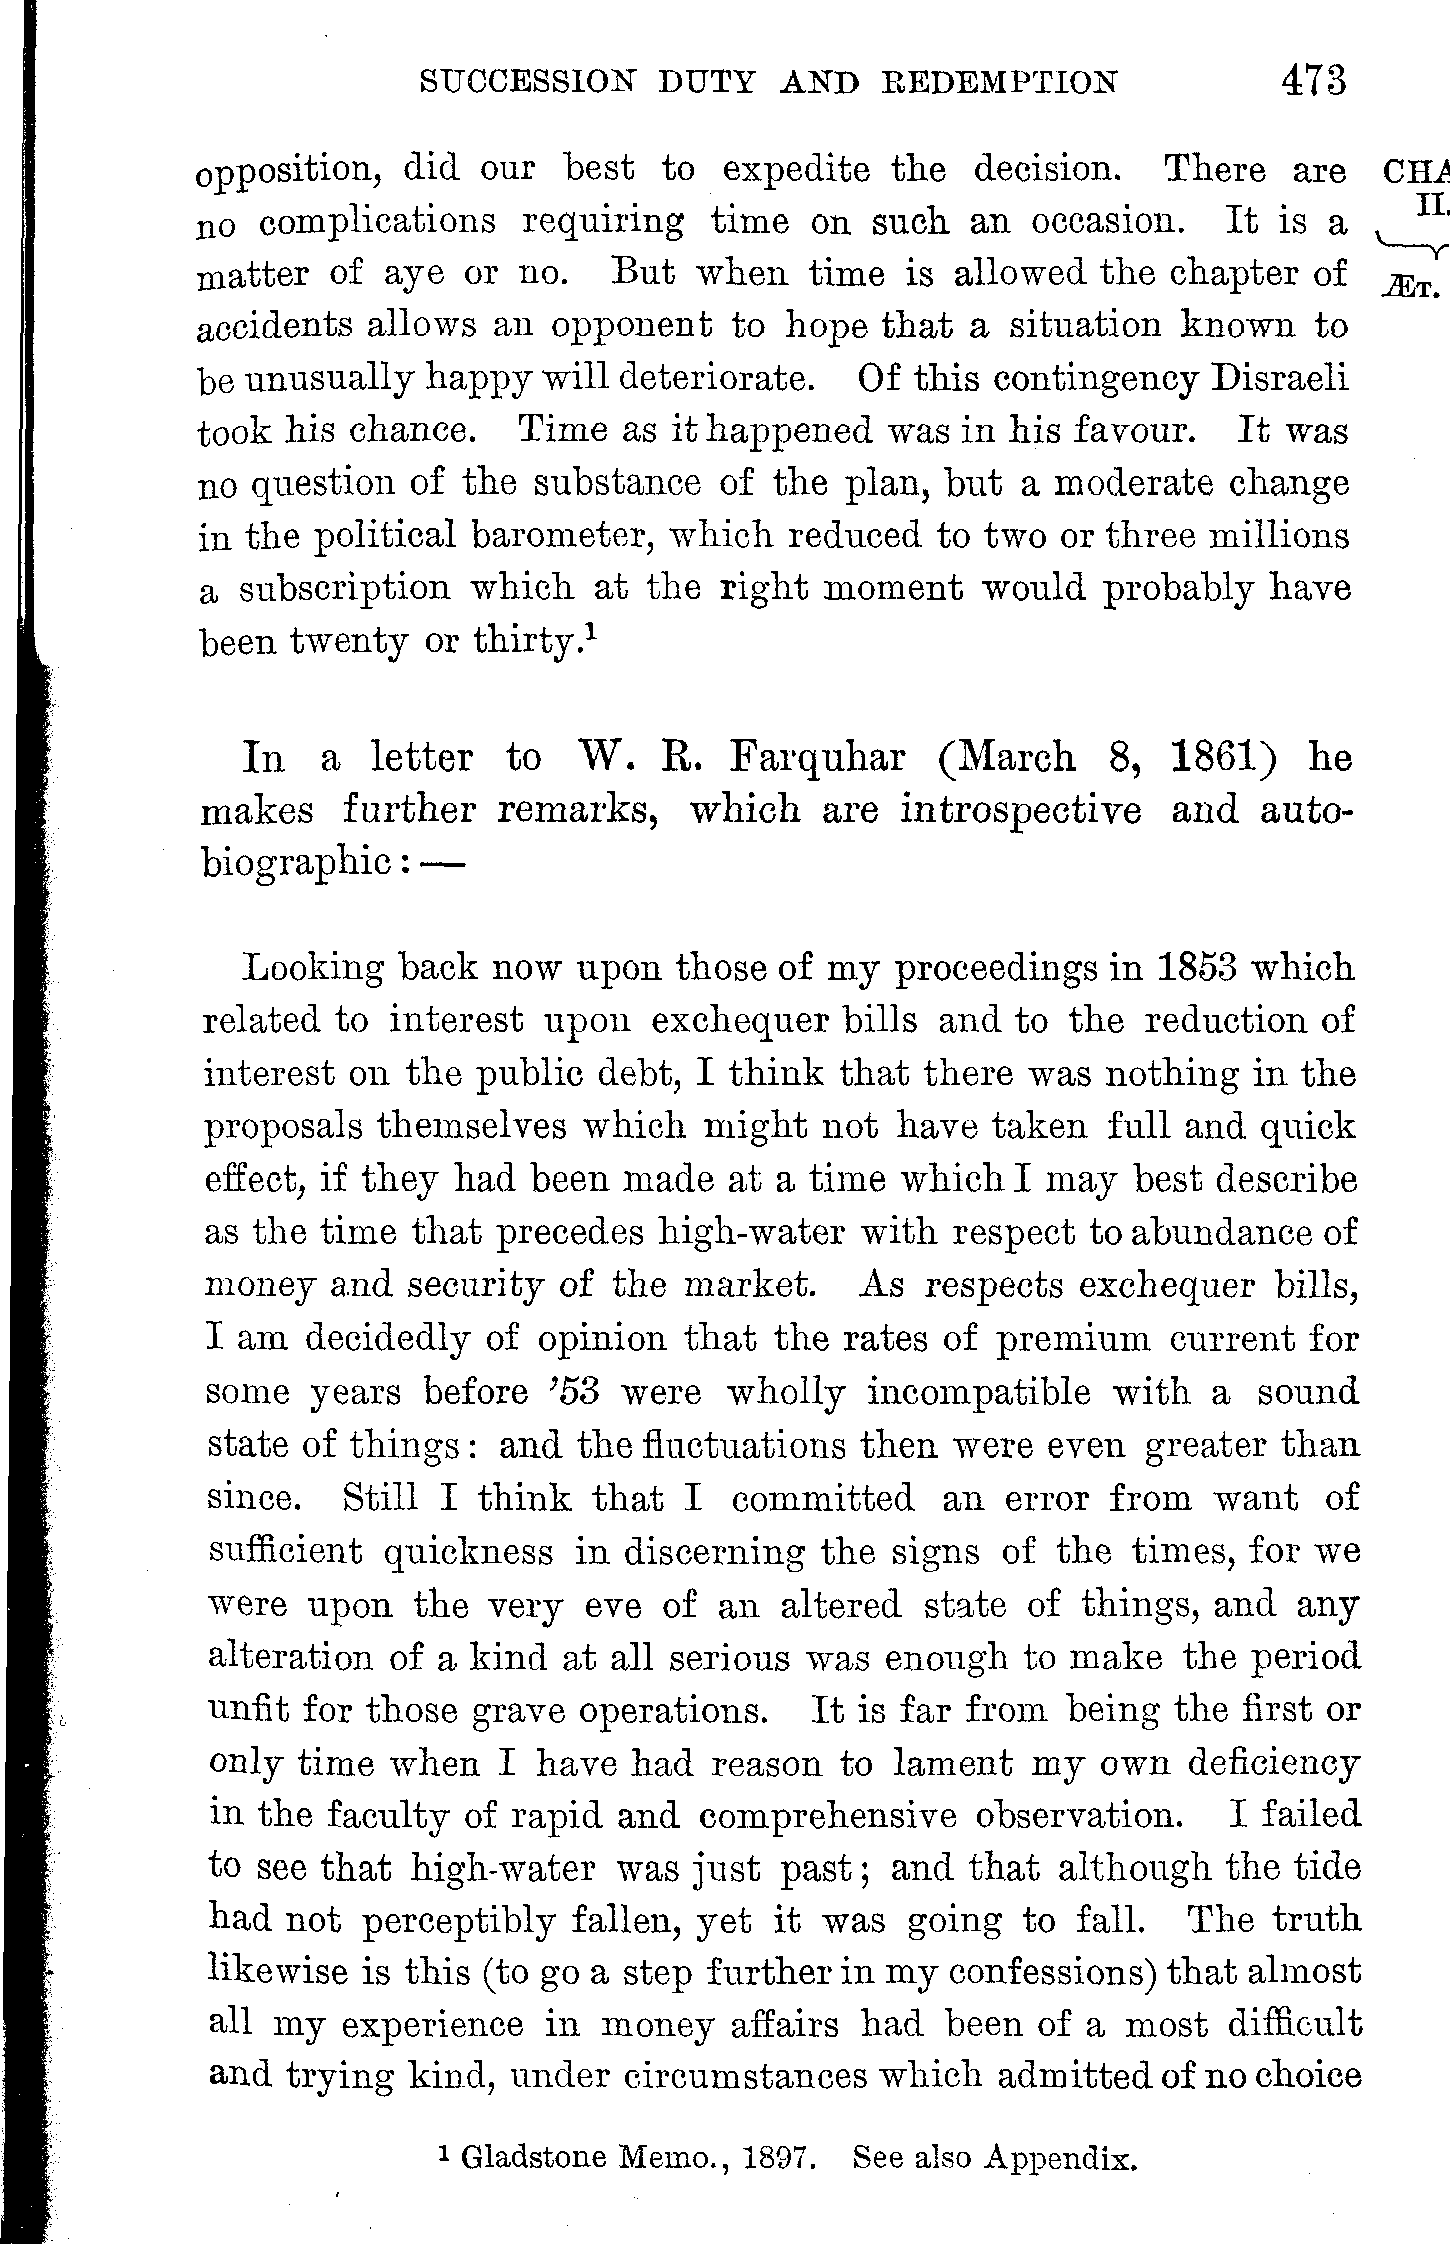 SUCCESSION DUTY AND REDEMPTION 473
opposition, did our best to expedite the decision. There are
no complications requiring time on such an occasion. It is a
matter of aye or no. But when time is allowed the chapter of
accidents allows an opponent to hope that a situation known to
be unusually happy will deteriorate. Of this contingency Disraeli
took his chance. Time as it happened was in his favour. It was
no question of the substance of the plan, but a moderate change
in the political barometer, which reduced to two or three millions
a subscription which at the right moment would probably have
been twenty or thirty.¹
CHA
II.
ÆT.
In a letter to W. R. Farquhar (March 8, 1861) he
makes further remarks, which are introspective and auto-
biographic: —
Looking back now upon those of my proceedings in 1853 which
related to interest upon exchequer bills and to the reduction of
interest on the public debt, I think that there was nothing in the
proposals themselves which might not have taken full and quick
effect, if they had been made at a time which I may best describe
as the time that precedes high-water with respect to abundance of
money and security of the market. As respects exchequer bills,
I am decidedly of opinion that the rates of premium current for
some years before ’53 were wholly incompatible with a sound
state of things: and the fluctuations then were even greater than
since. Still I think that I committed an error from want of
sufficient quickness in discerning the signs of the times, for we
were upon the very eve of an altered state of things, and any
alteration of a kind at all serious was enough to make the period
unfit for those grave operations. It is far from being the first or
only time when I have had reason to lament my own deficiency
in the faculty of rapid and comprehensive observation. I failed
to see that high-water was just past; and that although the tide
had not perceptibly fallen, yet it was going to fall. The truth
likewise is this (to go a step further in my confessions) that almost
all my experience in money affairs had been of a most difficult
and trying kind, under circumstances which admitted of no choice
¹ Gladstone Memo., 1897. See also Appendix.